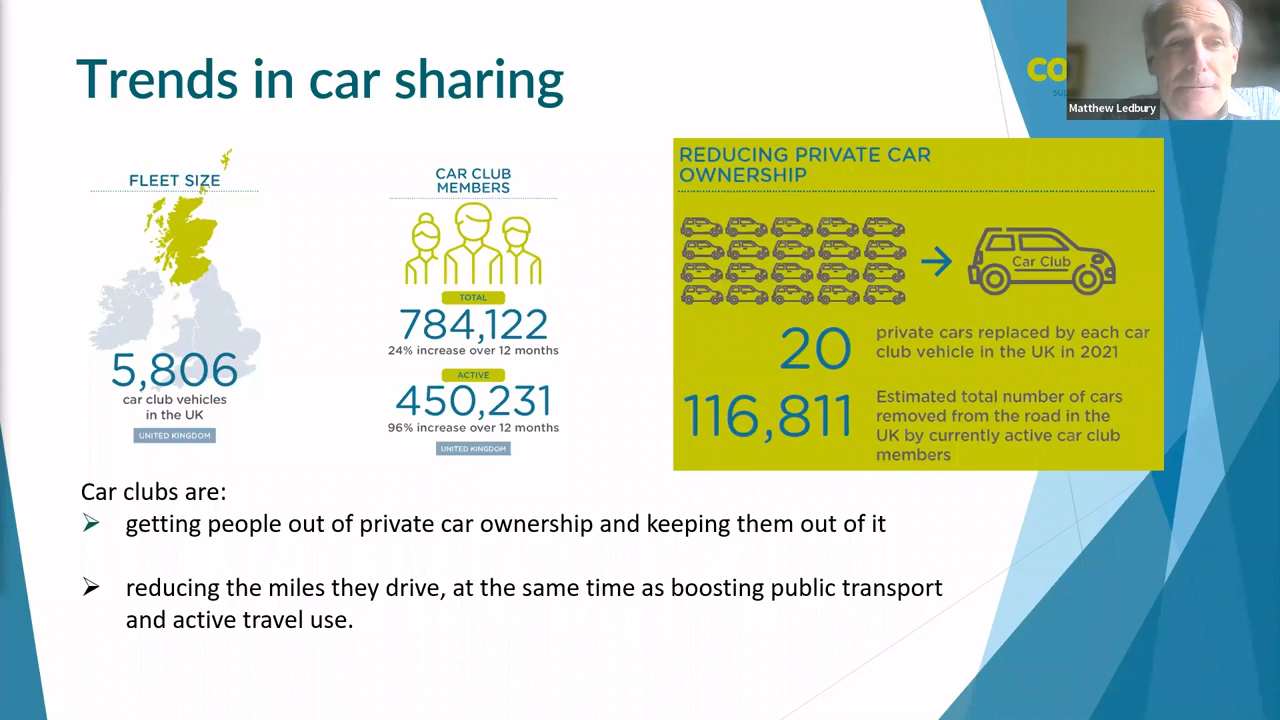 Trends in car sharing
co
Matthew Ledbury
FLEET SIZE
5,806
car club vehicles
in the UK
UNITED KINGDOM
CAR CLUB
MEMBERS
TOTAL
784,122
24% increase over 12 months
ACTIVE
450,231
96% increase over 12 months
UNITED KINGDOM
REDUCING PRIVATE CAR
OWNERSHIP
Car Club
20
private cars replaced by each car
club vehicle in the UK in 2021
116,811
Estimated total number of cars
removed from the road in the
UK by currently active car club
members
Car clubs are:
getting people out of private car ownership and keeping them out of it
reducing the miles they drive, at the same time as boosting public transport
and active travel use.